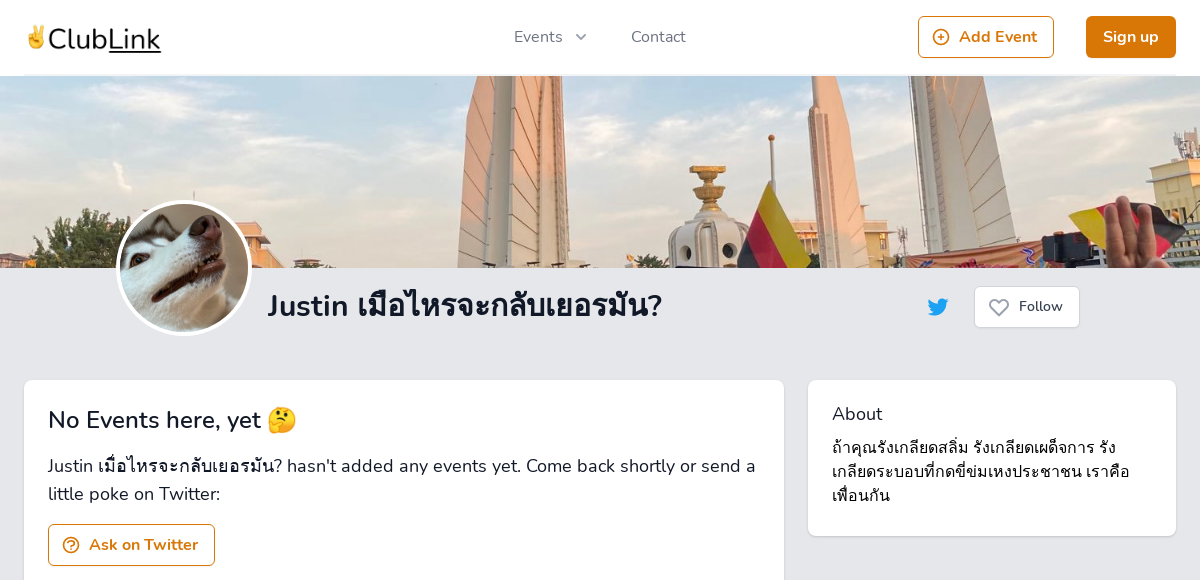 ✌ClubLink
Events
Contact
Add Event
Sign up
Justin เมื่อไหรจะกลับเยอรมัน?
Follow
No Events here, yet 🤔
Justin เมื่อไหรจะกลับเยอรมัน? hasn't added any events yet. Come back shortly or send a
little poke on Twitter:
Ask on Twitter
About
ถ้าคุณรังเกลียดสลิ่ม รังเกลียดเผด็จการ รัง
เกลียดระบอบที่กดขี่ข่มเหงประชาชน เราคือ
เพื่อนกัน